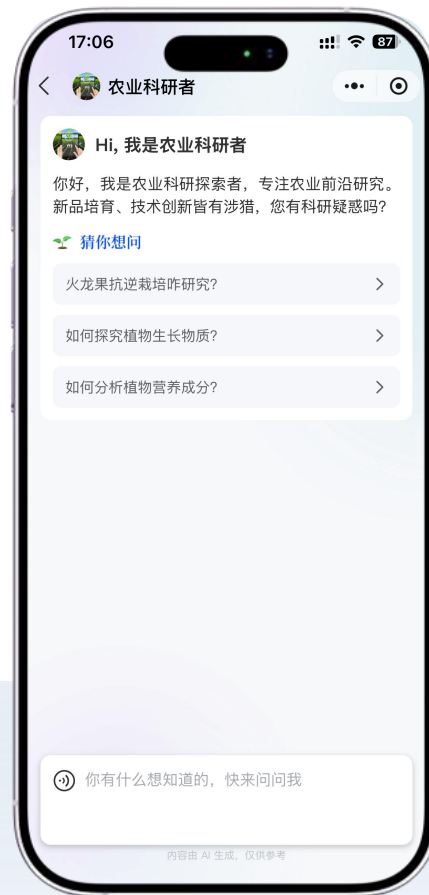 17:06
87
农业科研者
Hi, 我是农业科研者
你好，我是农业科研探索者，专注农业前沿研究。
新品培育、技术创新皆有涉猎，您有科研疑惑吗?
猜你想问
火龙果抗逆栽培咋研究?
如何探究植物生长物质?
如何分析植物营养成分?
你有什么想知道的，快来问问我
内容由 AI 生成，仅供参考